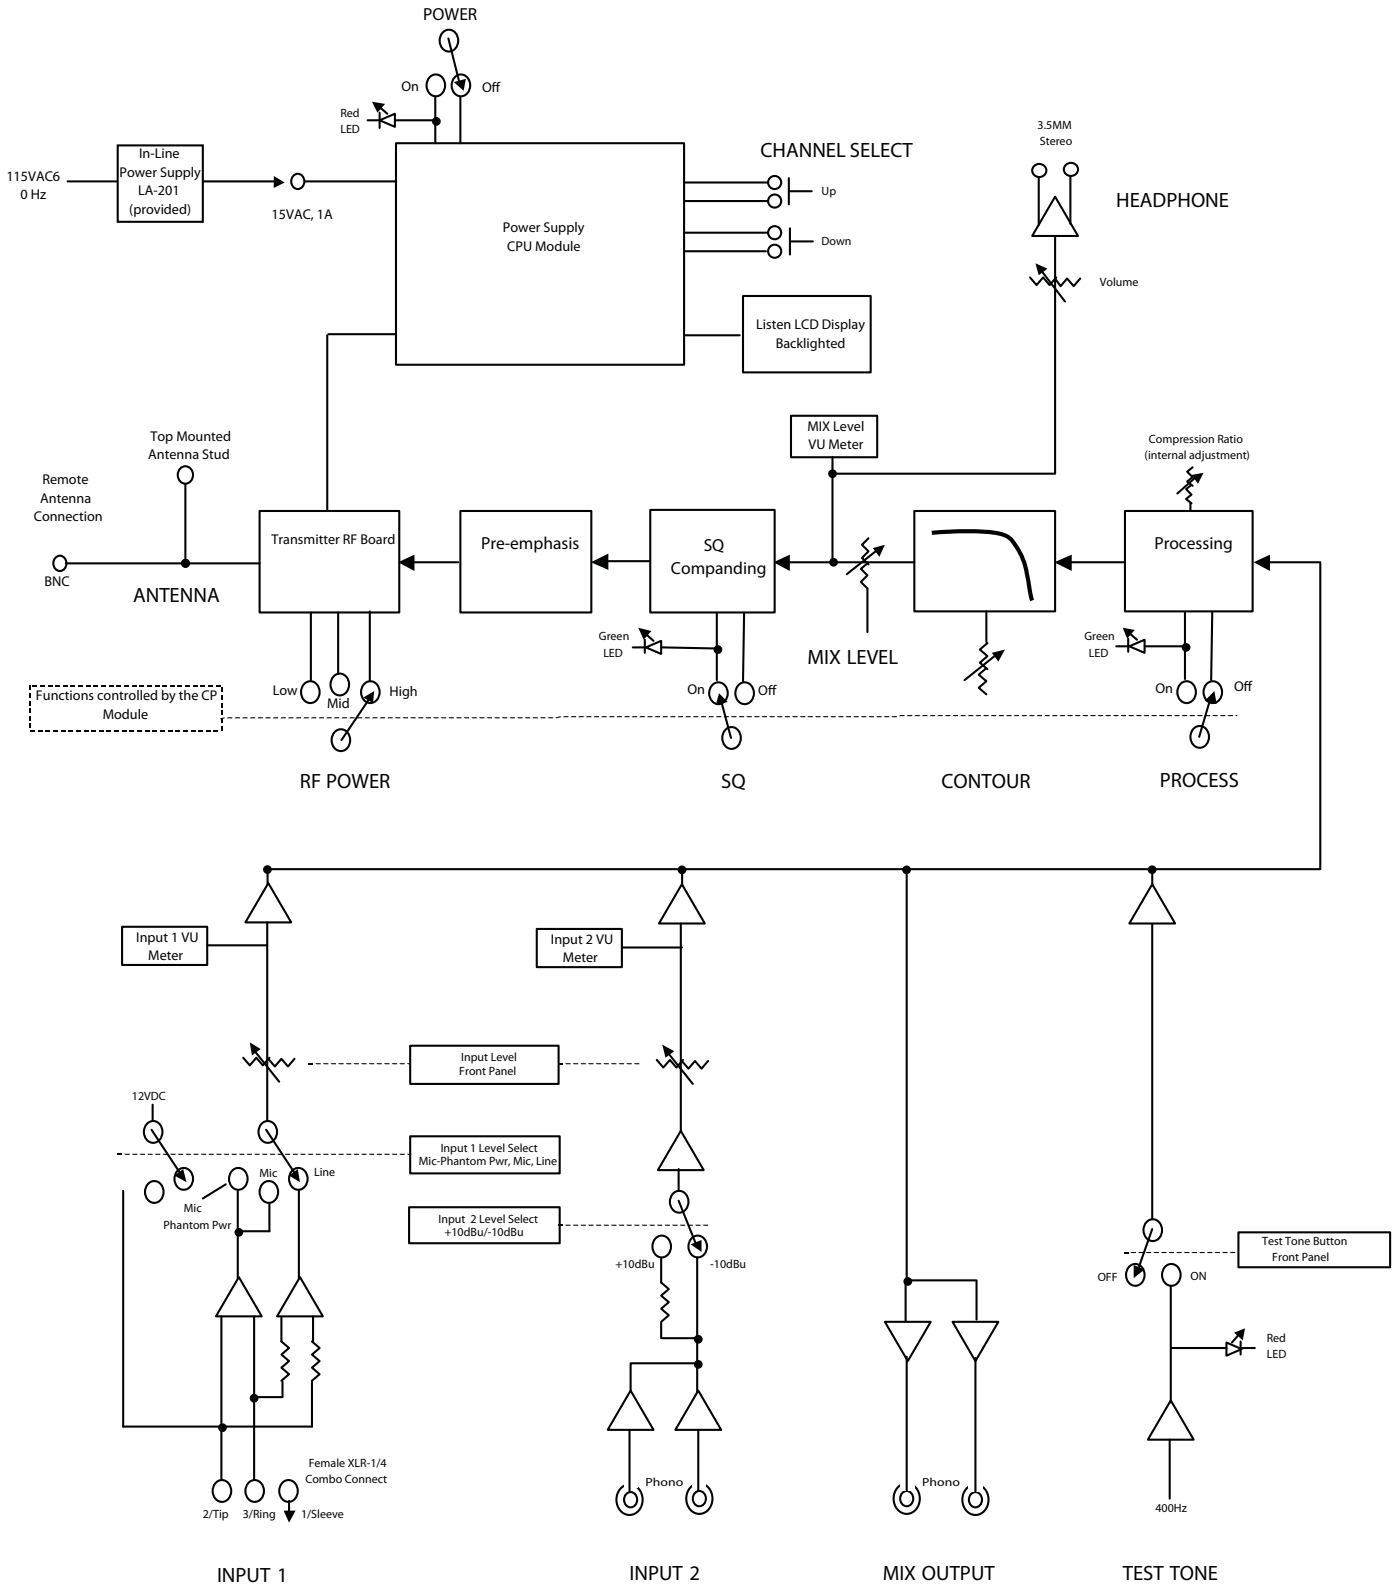 POWER
On
Off
Red
LED
115VAC6
0 Hz
In-Line
Power Supply
LA-201
(provided)
15VAC, 1A
Power Supply
CPU Module
CHANNEL SELECT
Up
Down
Listen LCD Display
Backlighted
3.5MM
Stereo
HEADPHONE
Volume
MIX Level
VU Meter
Compression Ratio
(internal adjustment)
Top Mounted
Antenna Stud
Remote
Antenna
Connection
BNC
ANTENNA
Transmitter RF Board
Pre-emphasis
SQ
Companding
Processing
MIX LEVEL
Green
LED
On
Off
Green
LED
On
Off
Low
Mid
High
Functions controlled by the CP
Module
RF POWER
SQ
CONTOUR
PROCESS
Input 1 VU
Meter
Input 2 VU
Meter
Input Level
Front Panel
12VDC
Input 1 Level Select
Mic-Phantom Pwr, Mic, Line
Mic
Line
Mic
Phantom Pwr
Input 2 Level Select
+10dBu/-10dBu
+10dBu
-10dBu
Test Tone Button
Front Panel
OFF
ON
Red
LED
Female XLR-1/4
Combo Connect
2/Tip
3/Ring
1/Sleeve
Phono
Phono
400Hz
INPUT 1
INPUT 2
MIX OUTPUT
TEST TONE